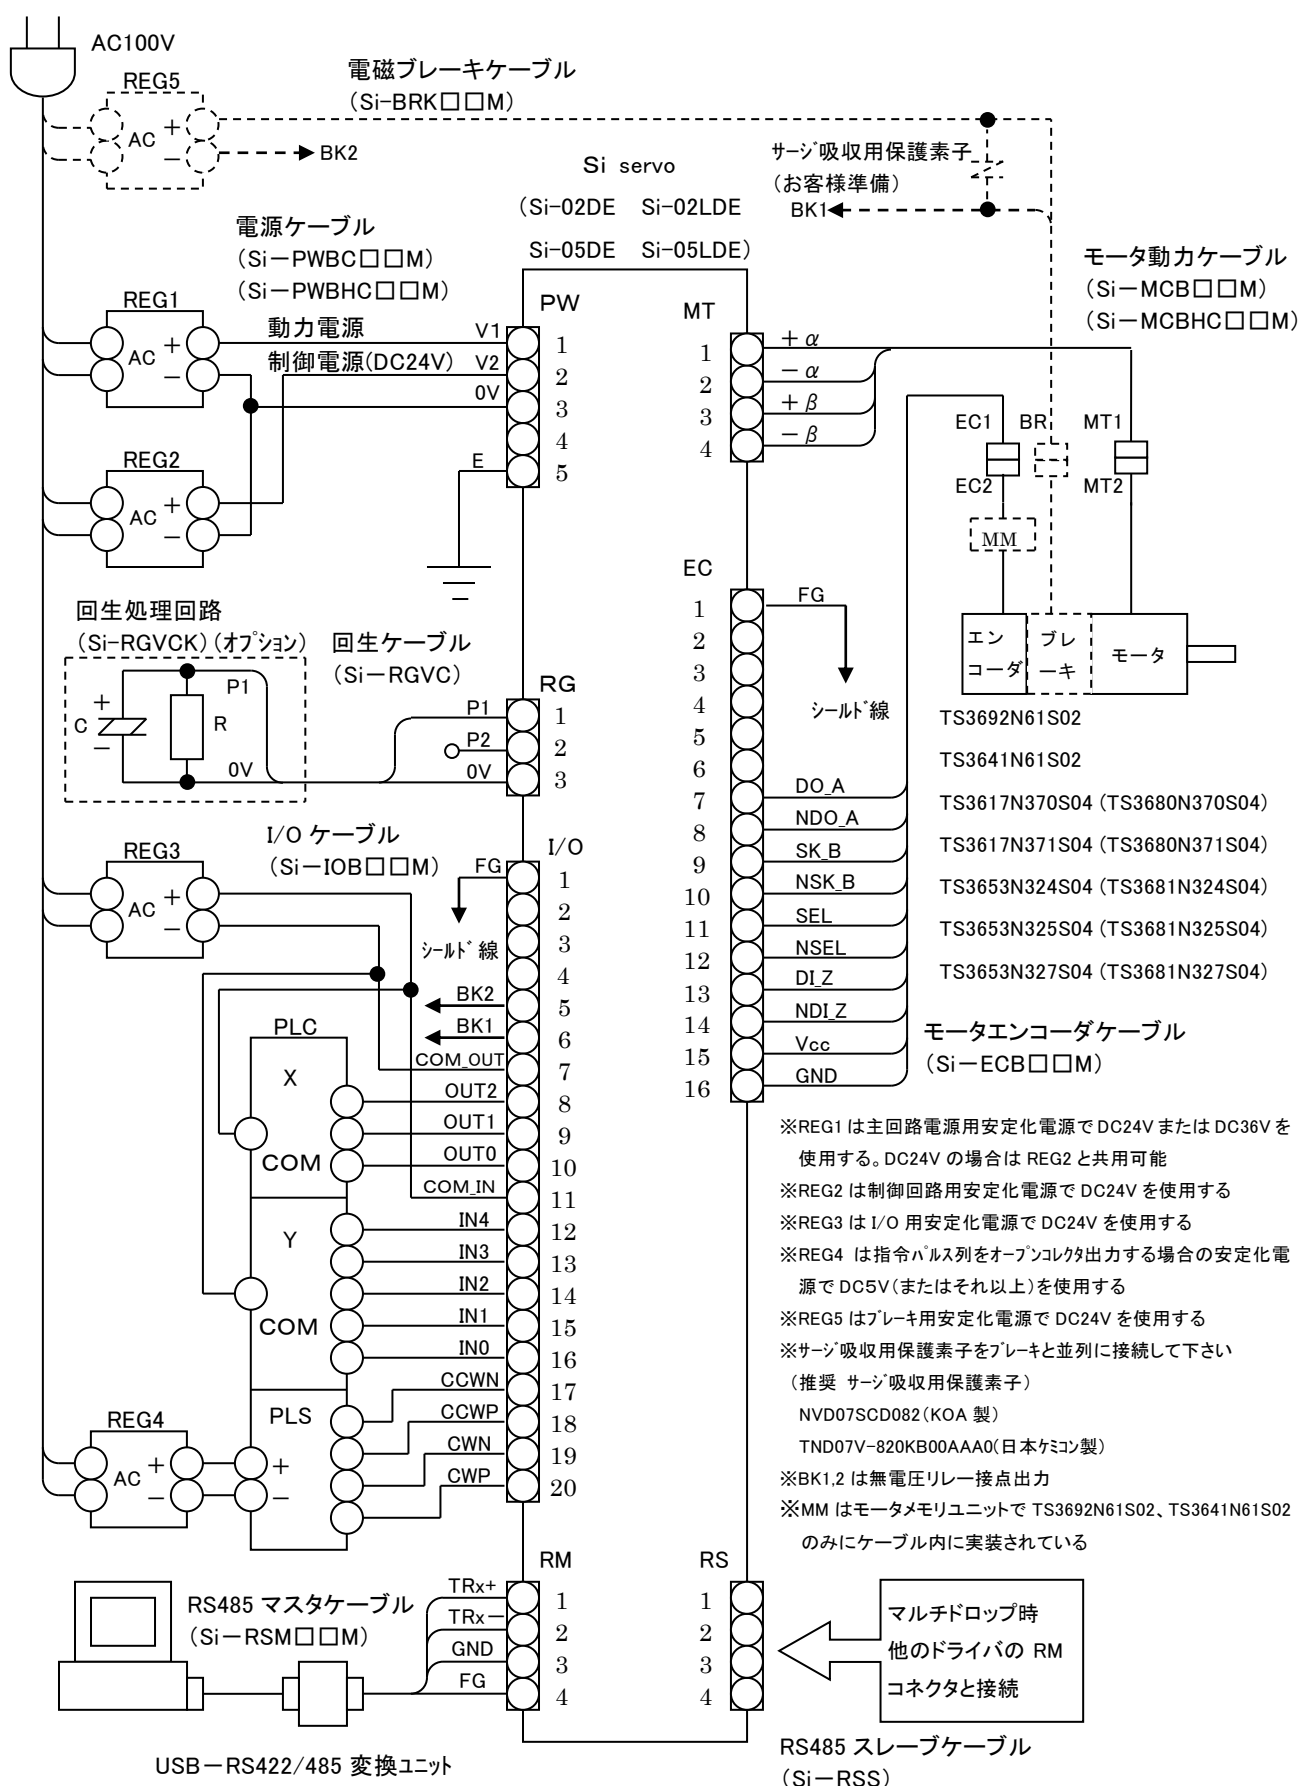 AC100V
REG5
AC
+
−
BK2
電磁ブレーキケーブル
(Si-BRK□□M)
サージ吸収用保護素子
(お客様準備)
BK1
Si servo
(Si-02DE Si-02LDE
Si-05DE Si-05LDE)
電源ケーブル
(Si－PWBC□□M)
(Si－PWBHC□□M)
モータ動力ケーブル
(Si－MCB□□M)
(Si－MCBHC□□M)
REG1
AC
+
−
動力電源 V1
制御電源(DC24V) V2
0V
E
PW
1
2
3
4
5
REG2
AC
+
−
MT
1
2
3
4
＋α
－α
＋β
－β
EC1
BR
MT1
EC2
MT2
MM
エン
コーダ
ブレ
ーキ
モータ
回生処理回路
(Si-RGVCK)(オプション)
P1
+
C
−
R
0V
回生ケーブル
(Si－RGVC)
P1
P2
0V
RG
1
2
3
EC
1
2
3
4
5
6
7
8
9
10
11
12
13
14
15
16
FG
シールド線
DO_A
NDO_A
SK_B
NSK_B
SEL
NSEL
DI_Z
NDI_Z
Vcc
GND
TS3692N61S02
TS3641N61S02
TS3617N370S04(TS3680N370S04)
TS3617N371S04(TS3680N371S04)
TS3653N324S04(TS3681N324S04)
TS3653N325S04(TS3681N325S04)
TS3653N327S04(TS3681N327S04)
モータエンコーダケーブル
(Si－ECB□□M)
REG3
AC
+
−
I/O ケーブル
(Si－IOB□□M)
I/O
FG
シールド線
BK2
BK1
COM_OUT
OUT2
OUT1
OUT0
COM_IN
IN4
IN3
IN2
IN1
IN0
CCWN
CCWP
CWN
CWP
1
2
3
4
5
6
7
8
9
10
11
12
13
14
15
16
17
18
19
20
PLC
X
COM
Y
COM
PLS
+
−
REG4
AC
+
−
※REG1 は主回路電源用安定化電源で DC24V または DC36V を
使用する。DC24V の場合は REG2 と共用可能
※REG2 は制御回路用安定化電源で DC24V を使用する
※REG3 は I/O 用安定化電源で DC24V を使用する
※REG4 は指令パルス列をオープンコレクタ出力する場合の安定化電
源で DC5V(またはそれ以上)を使用する
※REG5 はブレーキ用安定化電源で DC24V を使用する
※サージ吸収用保護素子をブレーキと並列に接続して下さい
(推奨 サージ吸収用保護素子)
NVD07SCD082(KOA 製)
TND07V-820KB00AAA0(日本ケミコン製)
※BK1,2 は無電圧リレー接点出力
※MM はモータメモリユニットで TS3692N61S02、TS3641N61S02
のみにケーブル内に実装されている
RS485 マスタケーブル
(Si－RSM□□M)
TRx+
TRx－
GND
FG
RM
1
2
3
4
RS
1
2
3
4
マルチドロップ時
他のドライバの RM
コネクタと接続
USB－RS422/485 変換ユニット
RS485 スレーブケーブル
(Si－RSS)